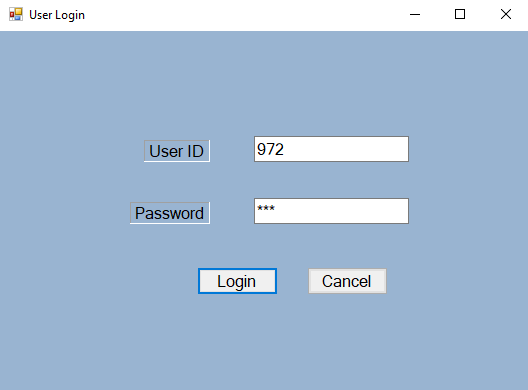 User Login
User ID
972
Password
***
Login
Cancel